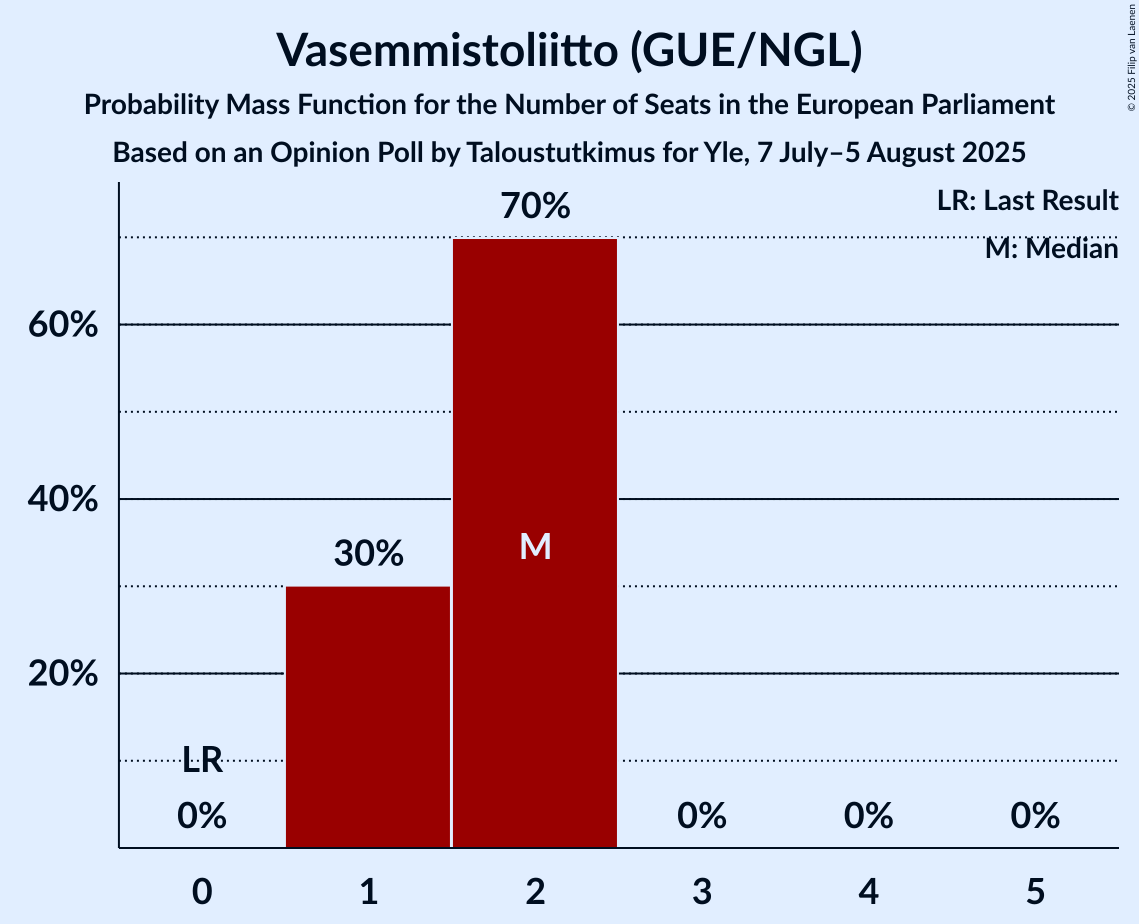 Vasemmistoliitto (GUE/NGL)
Probability Mass Function for the Number of Seats in the European Parliament
Based on an Opinion Poll by Taloustutkimus for Yle, 7 July–5 August 2025
© 2025 Filip van Laenen
LR: Last Result
M: Median
70%
60%
40%
30%
M
20%
LR
0%
0%
0%
0%
0 1 2 3 4 5